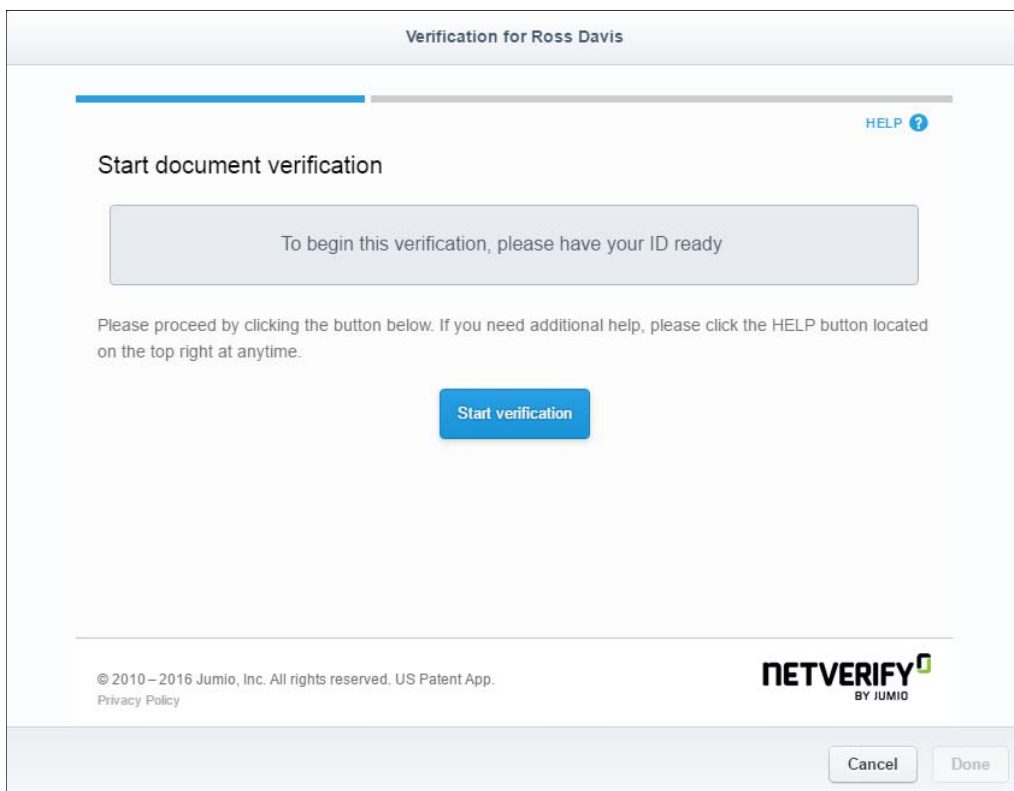 Verification for Ross Davis
HELP ?
Start document verification
To begin this verification, please have your ID ready
Please proceed by clicking the button below. If you need additional help, please click the HELP button located
on the top right at anytime.
Start verification
© 2010 – 2016 Jumio, Inc. All rights reserved. US Patent App.
Privacy Policy
NETVERIFY
BY JUMIO
Cancel
Done